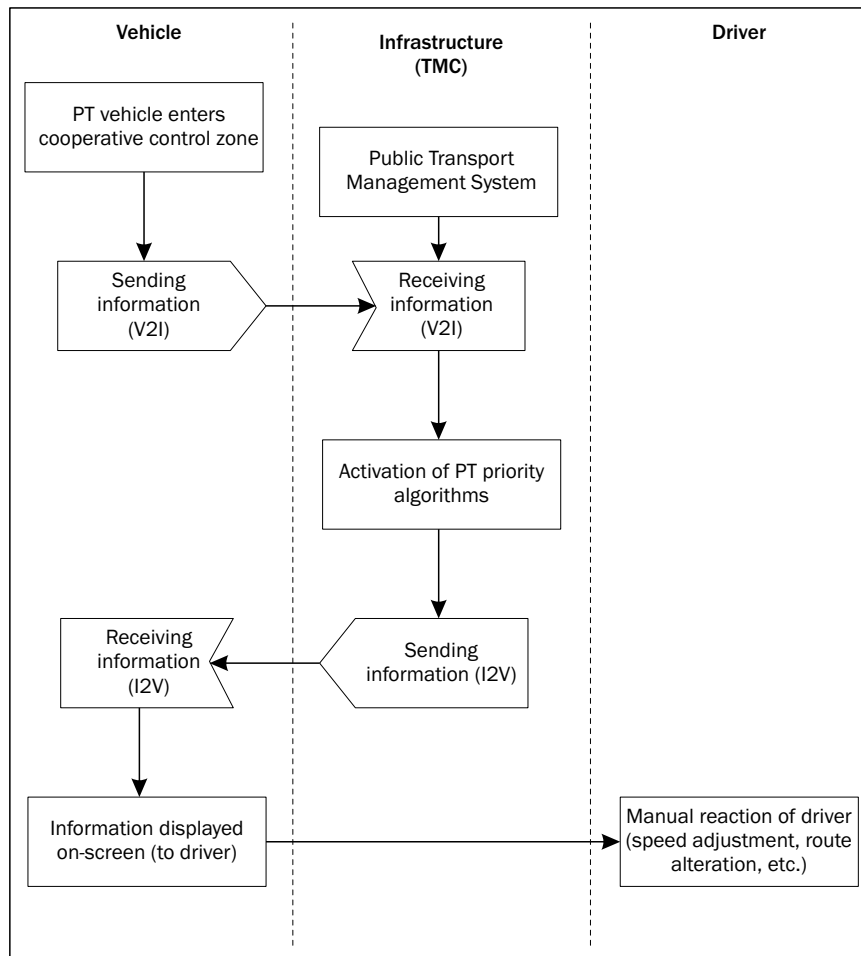 Vehicle
Infrastructure
(TMC)
Driver
PT vehicle enters
cooperative control zone
Public Transport
Management System
Sending
information
(V2I)
Receiving
information
(V2I)
Activation of PT priority
algorithms
Receiving
information
(I2V)
Sending
information (I2V)
Information displayed
on-screen (to driver)
Manual reaction of driver
(speed adjustment, route
alteration, etc.)